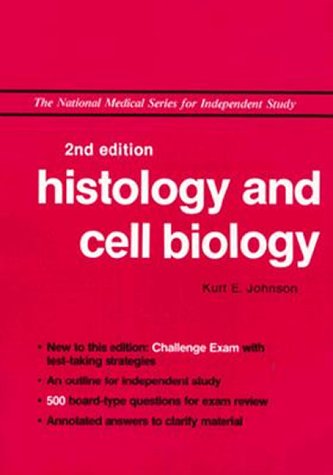 The National Medical Series for Independent Study
2nd edition
histology and
cell biology
Kurt E. Johnson
• New to this edition: Challenge Exam with
test-taking strategies
• An outline for independent study
• 500 board-type questions for exam review
• Annotated answers to clarify material